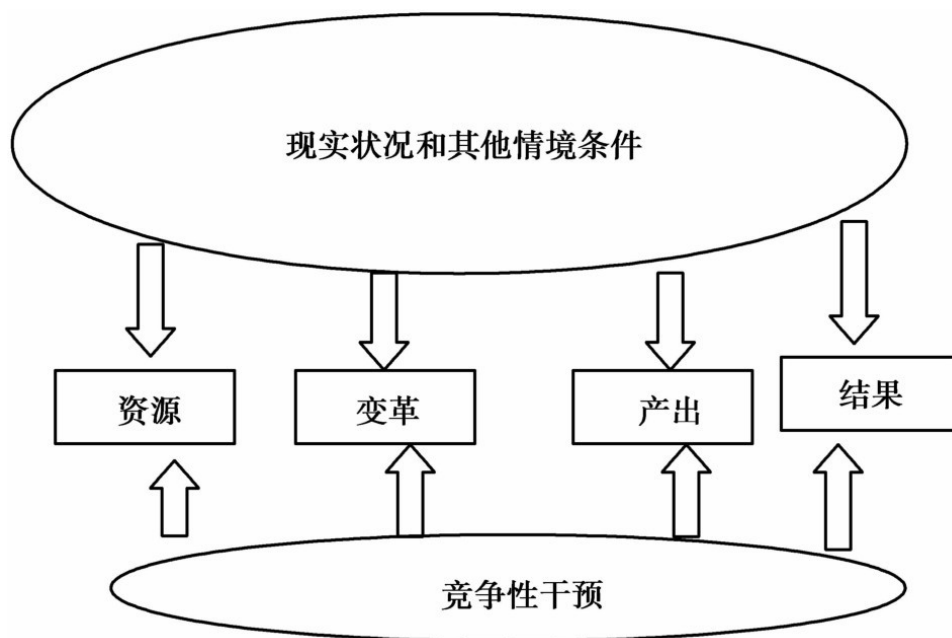 现实状况和其他情境条件
资源
变革
产出
结果
竞争性干预